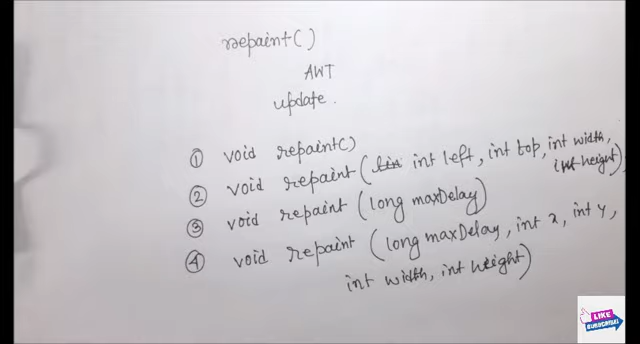 repaint()
AWT
update.
① void repaint()
② void repaint (int left, int top, int width,
int height)
③ void repaint (long maxDelay)
④ void repaint (long maxDelay, int x, int y,
int width, int height)
LIKE